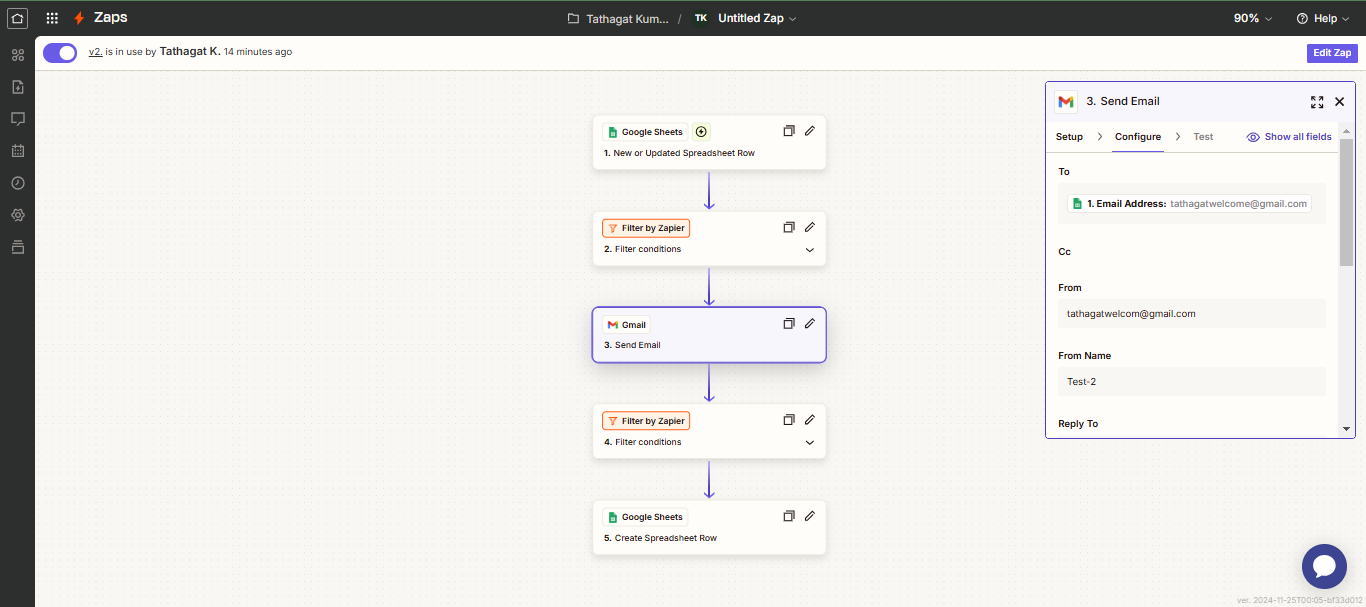 Zaps
Tathagat Kum... / TK Untitled Zap
90% Help
v2. is in use by Tathagat K. 14 minutes ago
Edit Zap
Google Sheets
1. New or Updated Spreadsheet Row
Filter by Zapier
2. Filter conditions
Gmail
3. Send Email
Filter by Zapier
4. Filter conditions
Google Sheets
5. Create Spreadsheet Row
3. Send Email
Setup Configure Test Show all fields
To
1. Email Address: tathagatwelcome@gmail.com
Cc
From
tathagatwelcom@gmail.com
From Name
Test-2
Reply To
ver. 2024-11-25T00:05-bf33d012